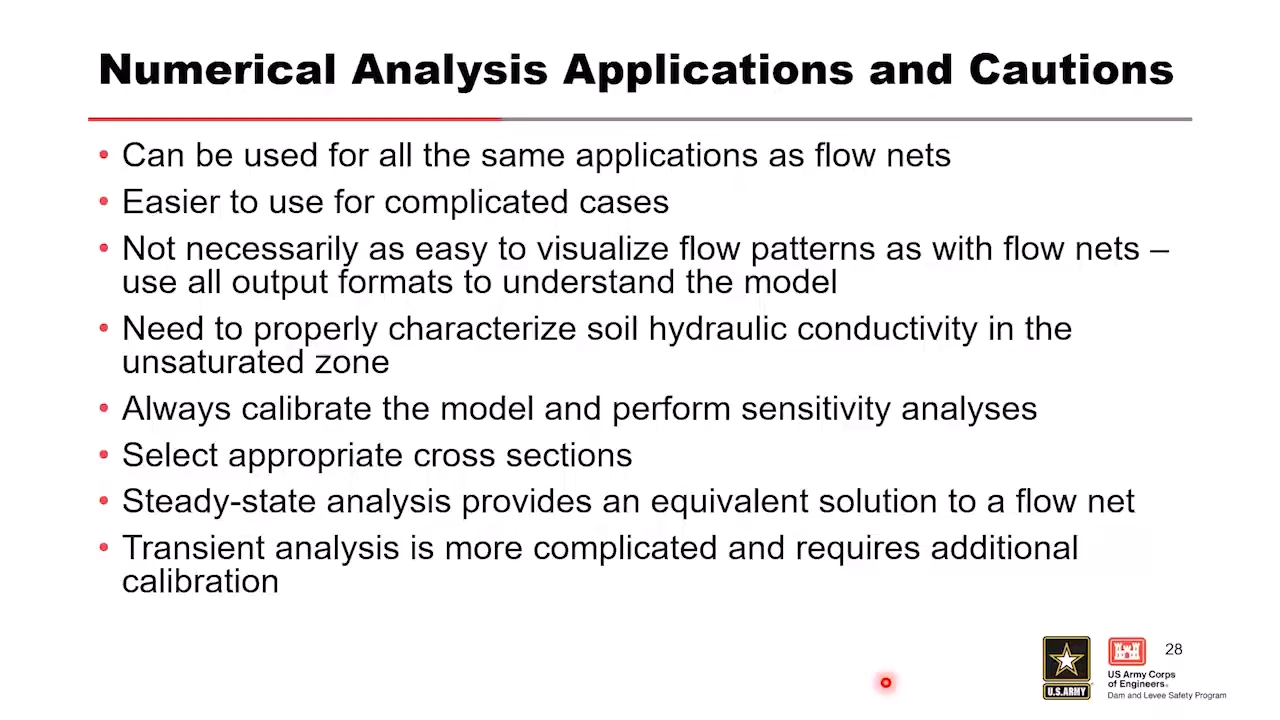 Numerical Analysis Applications and Cautions
• Can be used for all the same applications as flow nets
• Easier to use for complicated cases
• Not necessarily as easy to visualize flow patterns as with flow nets –
use all output formats to understand the model
• Need to properly characterize soil hydraulic conductivity in the
unsaturated zone
• Always calibrate the model and perform sensitivity analyses
• Select appropriate cross sections
• Steady-state analysis provides an equivalent solution to a flow net
• Transient analysis is more complicated and requires additional
calibration
28
U.S.ARMY
US Army Corps
of Engineers®
Dam and Levee Safety Program